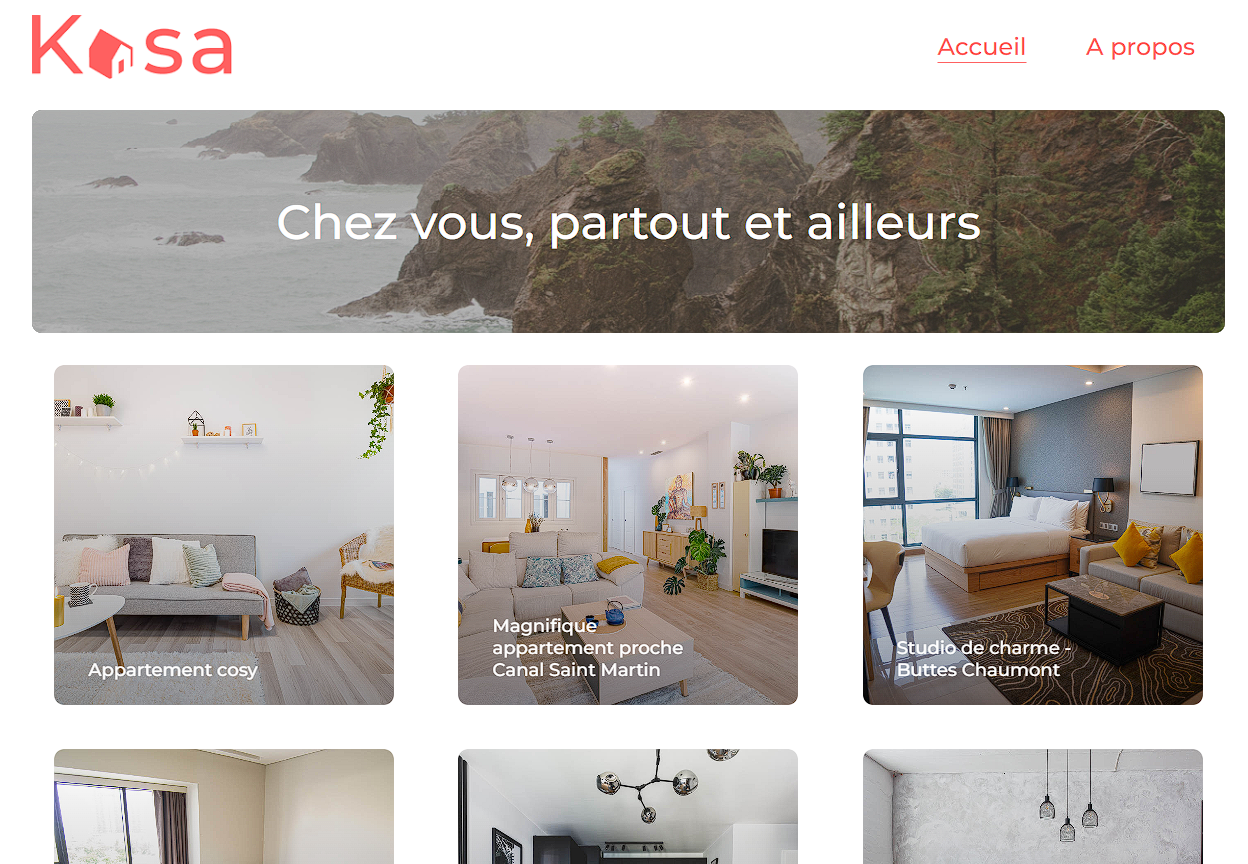 Kasa
Accueil
A propos
Chez vous, partout et ailleurs
Appartement cosy
Magnifique
appartement proche
Canal Saint Martin
Studio de charme -
Buttes Chaumont